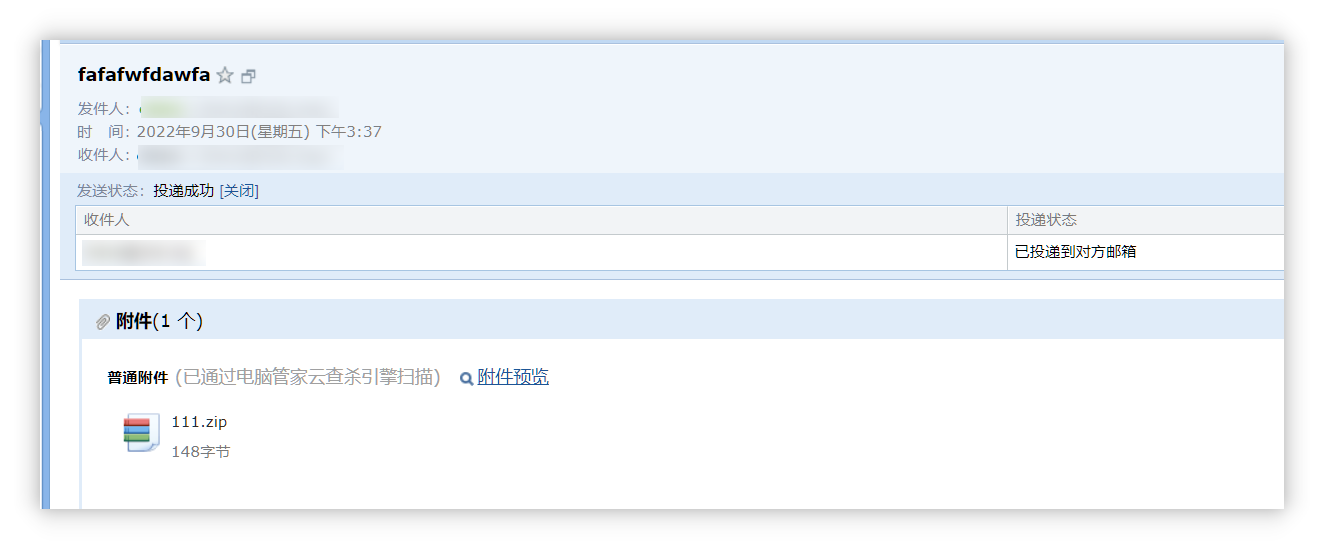 fafafwfdawfa
发件人：
时 间：2022年9月30日(星期五) 下午3:37
收件人：
发送状态：投递成功 [关闭]
收件人 投递状态
已投递到对方邮箱
附件(1 个)
普通附件 (已通过电脑管家云查杀引擎扫描) 附件预览
111.zip
148字节